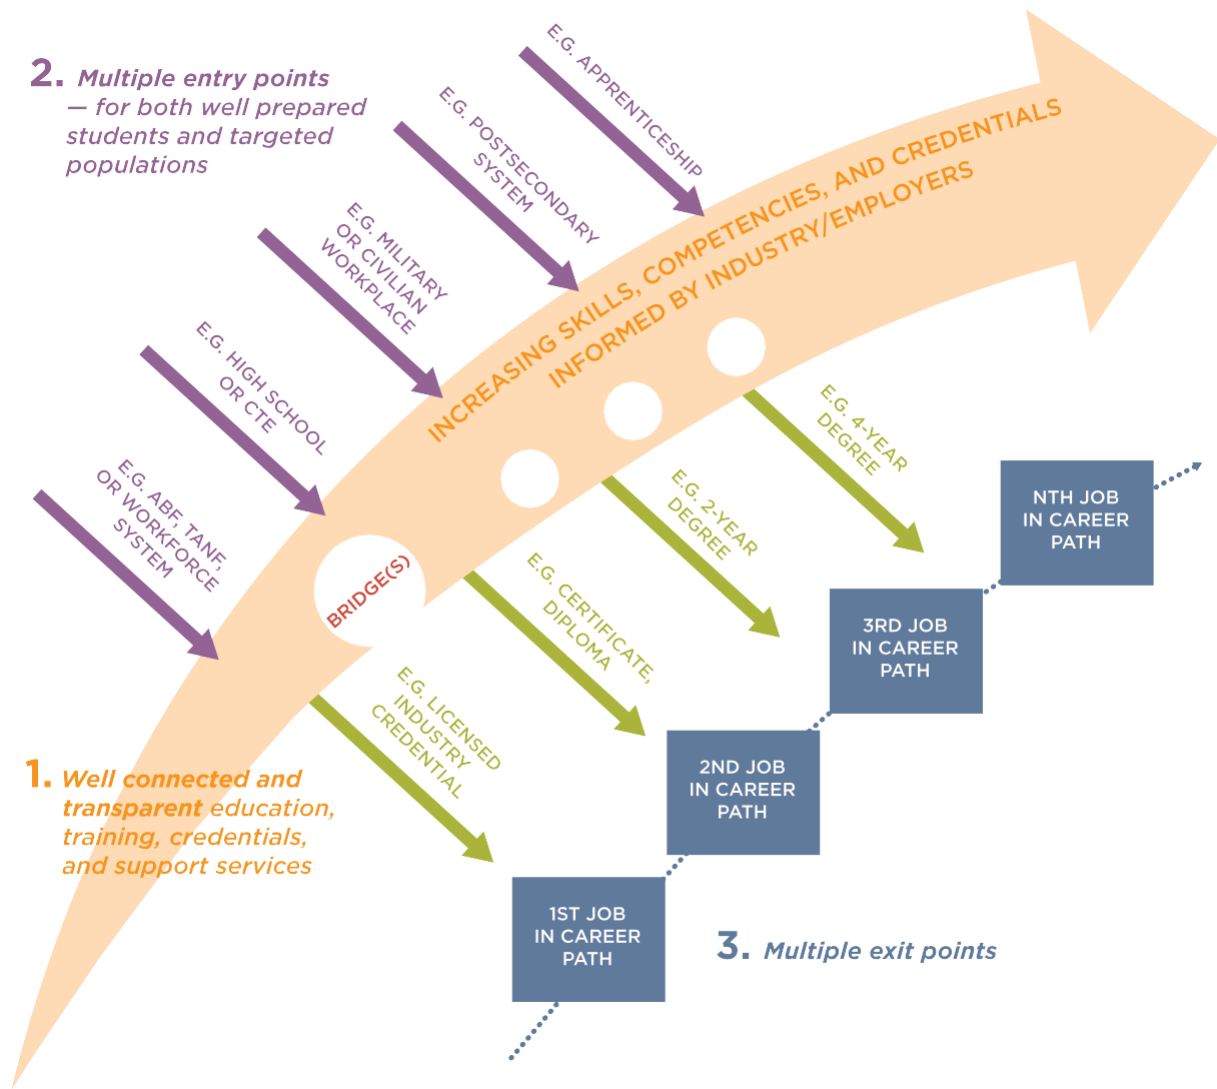 2. Multiple entry points
— for both well prepared
students and targeted
populations
E.G. APPRENTICESHIP
E.G. POSTSECONDARY
SYSTEM
E.G. MILITARY
OR CIVILIAN
WORKPLACE
E.G. HIGH SCHOOL
OR CTE
E.G. ABF, TANF,
OR WORKFORCE
SYSTEM
INCREASING SKILLS, COMPETENCIES, AND CREDENTIALS
INFORMED BY INDUSTRY/EMPLOYERS
BRIDGE(S)
E.G. 4-YEAR
DEGREE
E.G. 2-YEAR
DEGREE
E.G. CERTIFICATE,
DIPLOMA
E.G. LICENSED
INDUSTRY
CREDENTIAL
NTH JOB
IN CAREER
PATH
3RD JOB
IN CAREER
PATH
2ND JOB
IN CAREER
PATH
1ST JOB
IN CAREER
PATH
1. Well connected and
transparent education,
training, credentials,
and support services
3. Multiple exit points